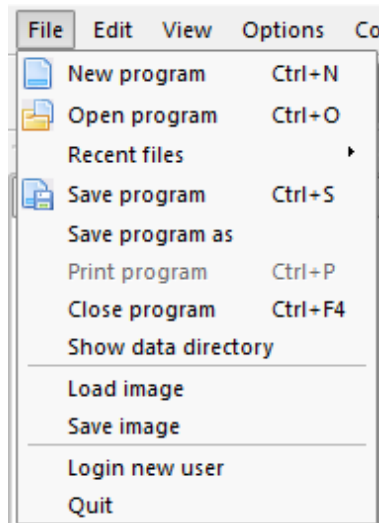 File Edit View Options Co
New program Ctrl+N
Open program Ctrl+O
Recent files
Save program Ctrl+S
Save program as
Print program Ctrl+P
Close program Ctrl+F4
Show data directory
Load image
Save image
Login new user
Quit